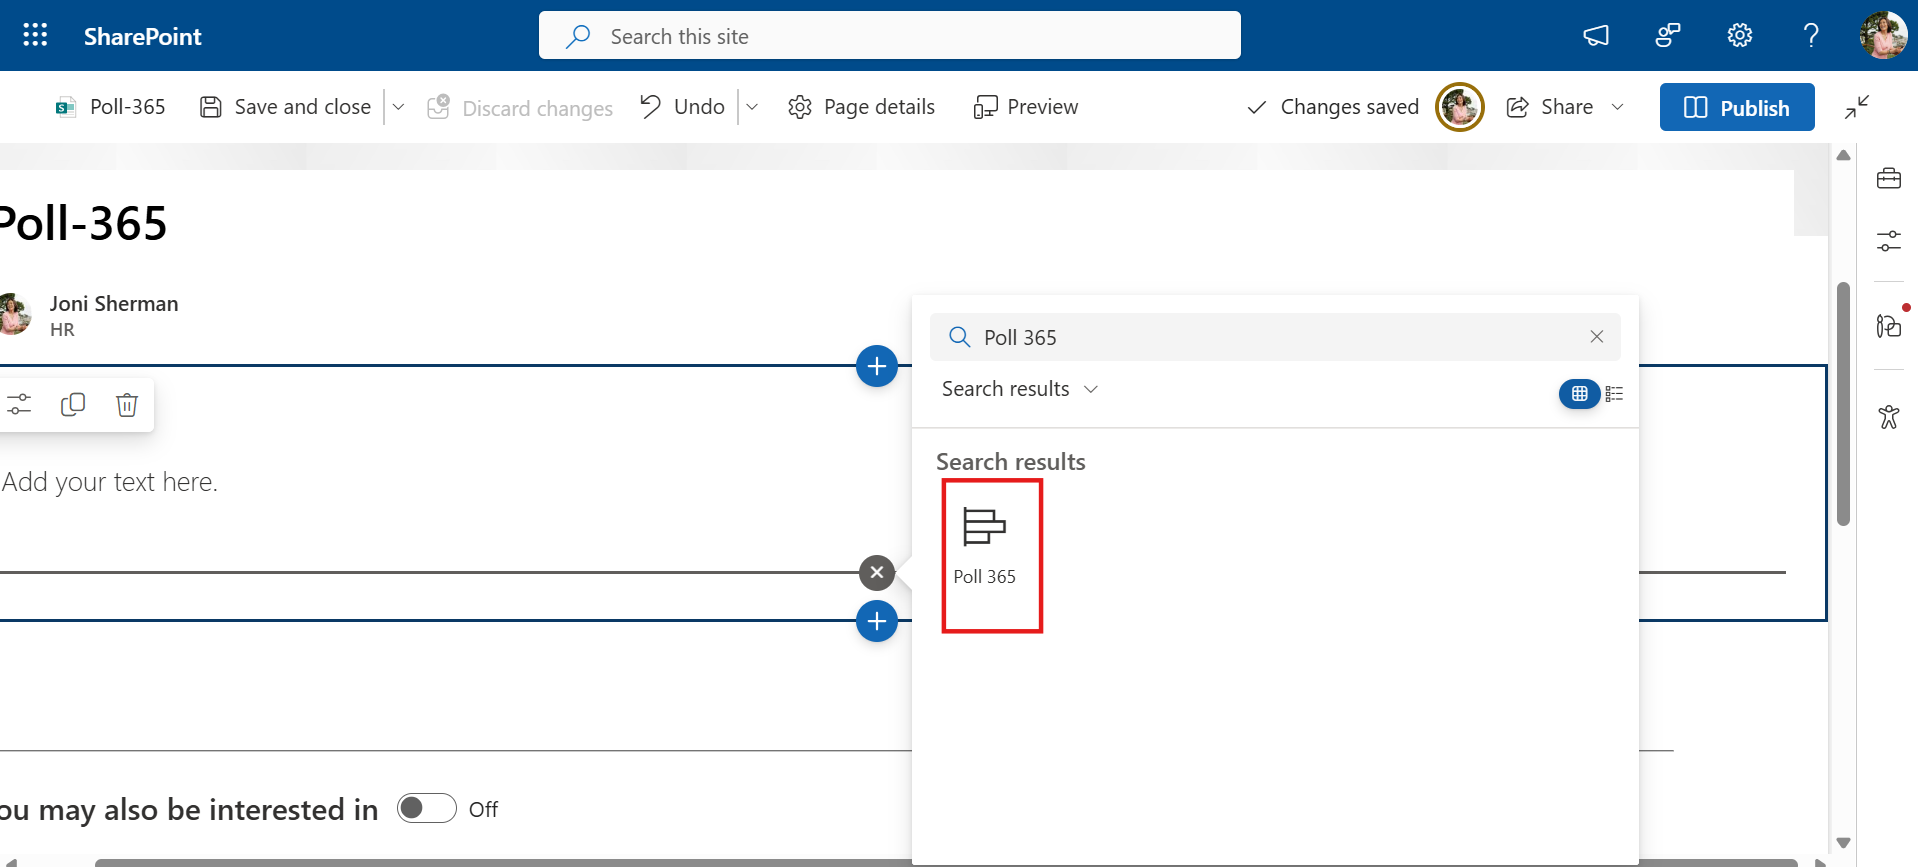 SharePoint
Search this site
Poll-365
Save and close
Discard changes
Undo
Page details
Preview
Changes saved
Share
Publish
Poll-365
Joni Sherman
HR
Poll 365
Search results
Search results
Poll 365
Add your text here.
ou may also be interested in
Off